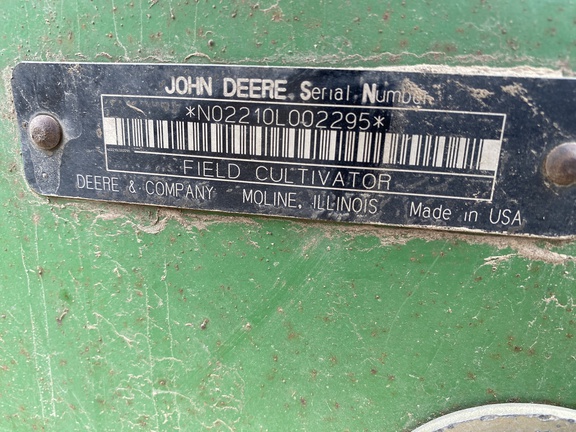 JOHN DEERE Serial Number
*N02210L002295*
FIELD CULTIVATOR
DEERE & COMPANY MOLINE, ILLINOIS Made in USA